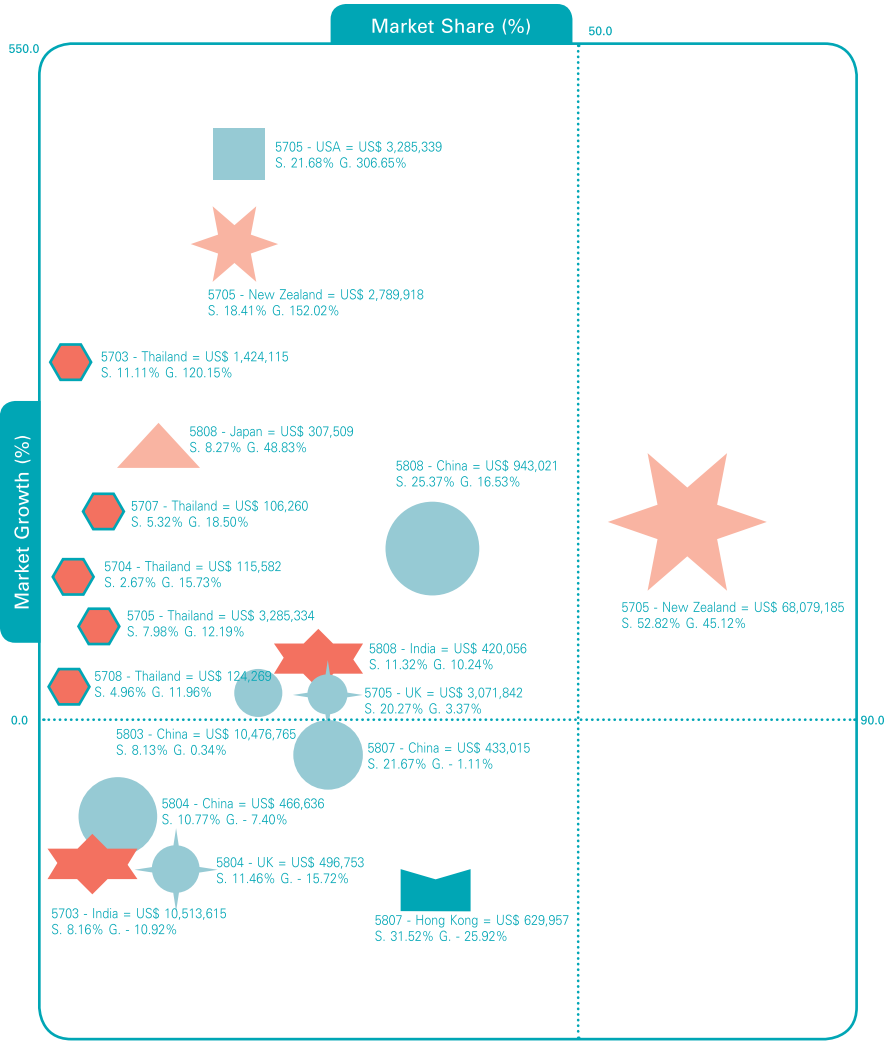 Market Share (%)
50.0
550.0
5705 - USA = US$ 3,285,339
S. 21.68% G. 306.65%
5705 - New Zealand = US$ 2,789,918
S. 18.41% G. 152.02%
5703 - Thailand = US$ 1,424,115
S. 11.11% G. 120.15%
5808 - Japan = US$ 307,509
S. 8.27% G. 48.83%
5808 - China = US$ 943,021
S. 25.37% G. 16.53%
5707 - Thailand = US$ 106,260
S. 5.32% G. 18.50%
Market Growth (%)
5704 - Thailand = US$ 115,582
S. 2.67% G. 15.73%
5705 - New Zealand = US$ 68,079,185
S. 52.82% G. 45.12%
5705 - Thailand = US$ 3,285,334
S. 7.98% G. 12.19%
5808 - India = US$ 420,056
S. 11.32% G. 10.24%
5708 - Thailand = US$ 124,269
S. 4.96% G. 11.96%
5705 - UK = US$ 3,071,842
S. 20.27% G. 3.37%
0.0
90.0
5803 - China = US$ 10,476,765
S. 8.13% G. 0.34%
5807 - China = US$ 433,015
S. 21.67% G. - 1.11%
5804 - China = US$ 466,636
S. 10.77% G. - 7.40%
5804 - UK = US$ 496,753
S. 11.46% G. - 15.72%
5703 - India = US$ 10,513,615
S. 8.16% G. - 10.92%
5807 - Hong Kong = US$ 629,957
S. 31.52% G. - 25.92%